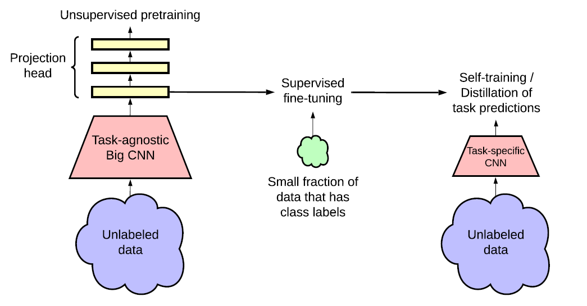 Unsupervised pretraining
Projection
head
Task-agnostic
Big CNN
Unlabeled
data
Supervised
fine-tuning
Small fraction of
data that has
class labels
Self-training /
Distillation of
task predictions
Task-specific
CNN
Unlabeled
data